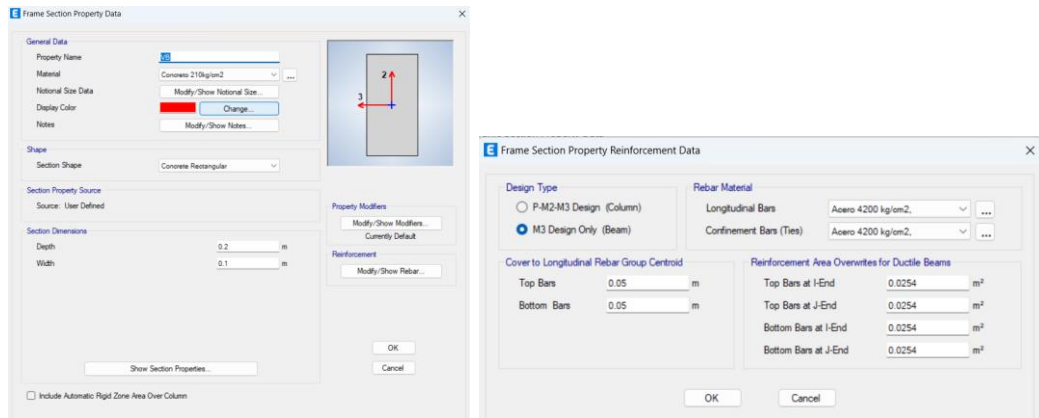 Frame Section Property Data
General Data
Property Name VB
Material Concreto 210kg/cm2 ...
Notional Size Data Modify/Show Notional Size...
Display Color Change...
Notes Modify/Show Notes...
2
3
Shape
Section Shape Concrete Rectangular
Section Property Source
Source: User Defined
Section Dimensions
Depth 0.2 m
Width 0.1 m
Property Modifiers
Modify/Show Modifiers...
Currently Default
Reinforcement
Modify/Show Rebar...
OK
Show Section Properties... Cancel
Include Automatic Rigid Zone Area Over Column
Frame Section Property Reinforcement Data
Design Type
P-M2-M3 Design (Column)
M3 Design Only (Beam)
Rebar Material
Longitudinal Bars Acero 4200 kg/cm2, ...
Confinement Bars (Ties) Acero 4200 kg/cm2, ...
Cover to Longitudinal Rebar Group Centroid
Top Bars 0.05 m
Bottom Bars 0.05 m
Reinforcement Area Overwrites for Ductile Beams
Top Bars at I-End 0.0254 m²
Top Bars at J-End 0.0254 m²
Bottom Bars at I-End 0.0254 m²
Bottom Bars at J-End 0.0254 m²
OK Cancel